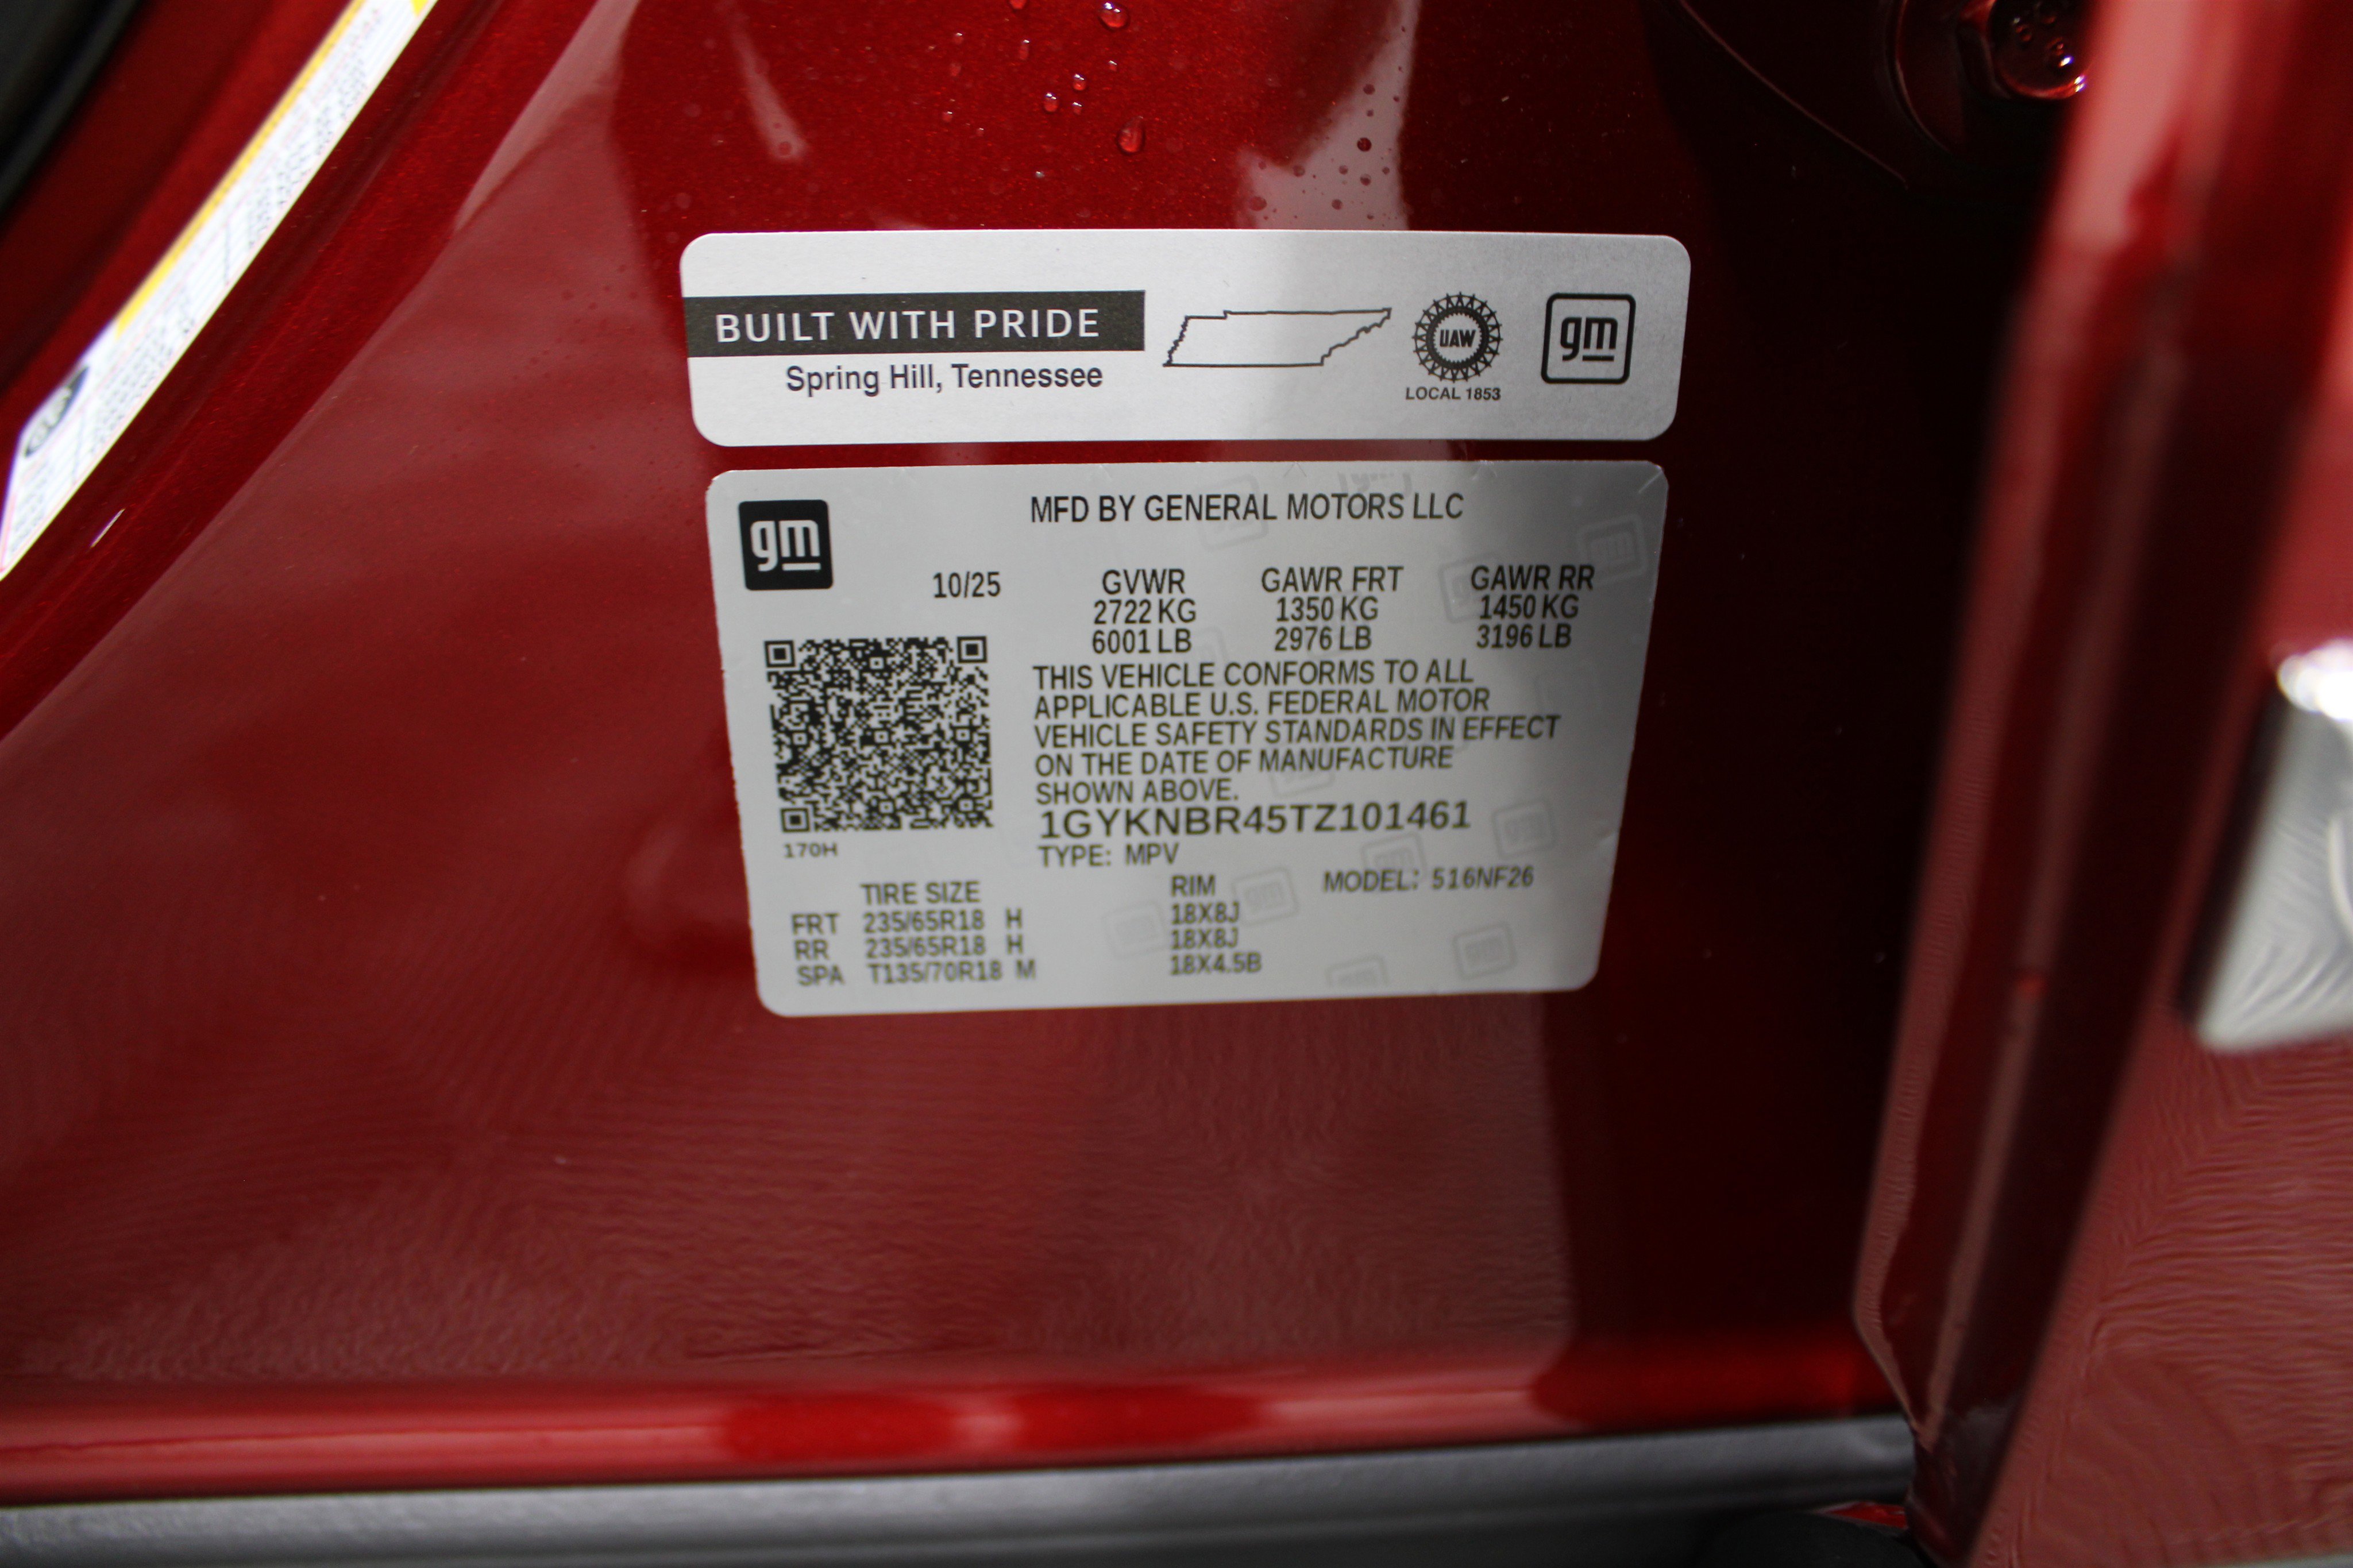 BUILT WITH PRIDE
Spring Hill, Tennessee
UAW
LOCAL 1853
gm
gm
MFD BY GENERAL MOTORS LLC
10/25 GVWR GAWR FRT GAWR RR
2722 KG 1350 KG 1450 KG
6001 LB 2976 LB 3196 LB
THIS VEHICLE CONFORMS TO ALL
APPLICABLE U.S. FEDERAL MOTOR
VEHICLE SAFETY STANDARDS IN EFFECT
ON THE DATE OF MANUFACTURE
SHOWN ABOVE.
1GYKNBR45TZ101461
170H
TYPE: MPV
TIRE SIZE RIM MODEL: 516NF26
FRT 235/65R18 H 18X8J
RR 235/65R18 H 18X8J
SPA T135/70R18 M 18X4.5B